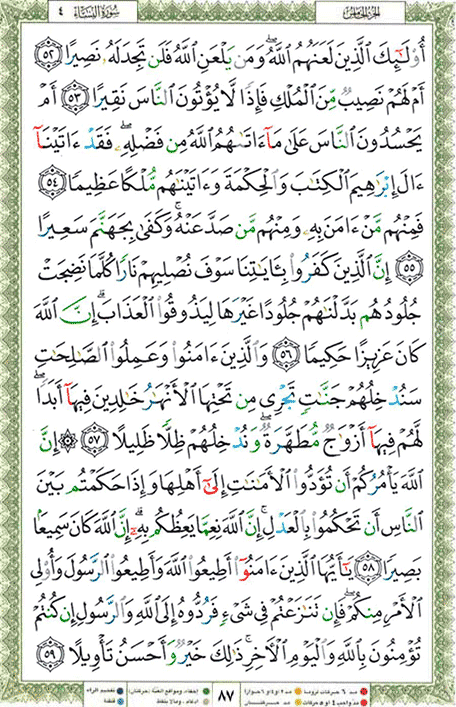 الجزء الخامس
سورة النساء ٤
أُو۟لَٰٓئِكَ ٱلَّذِينَ لَعَنَهُمُ ٱللَّهُ ۖ وَمَن يَلْعَنِ ٱللَّهُ فَلَن تَجِدَ لَهُۥ نَصِيرًا ٥٢
أَمْ لَهُمْ نَصِيبٌ مِّنَ ٱلْمُلْكِ فَإِذًا لَّا يُؤْتُونَ ٱلنَّاسَ نَقِيرًا ٥٣ أَمْ
يَحْسُدُونَ ٱلنَّاسَ عَلَىٰ مَآ ءَاتَىٰهُمُ ٱللَّهُ مِن فَضْلِهِۦ ۖ فَقَدْ ءَاتَيْنَآ
ءَالَ إِبْرَٰهِيمَ ٱلْكِتَٰبَ وَٱلْحِكْمَةَ وَءَاتَيْنَٰهُم مُّلْكًا عَظِيمًا ٥٤
فَمِنْهُم مَّنْ ءَامَنَ بِهِۦ وَمِنْهُم مَّن صَدَّ عَنْهُ ۚ وَكَفَىٰ بِجَهَنَّمَ سَعِيرًا
٥٥ إِنَّ ٱلَّذِينَ كَفَرُوا۟ بِـَٔايَٰتِنَا سَوْفَ نُصْلِيهِمْ نَارًا كُلَّمَا نَضِجَتْ
جُلُودُهُم بَدَّلْنَٰهُمْ جُلُودًا غَيْرَهَا لِيَذُوقُوا۟ ٱلْعَذَابَ ۗ إِنَّ ٱللَّهَ
كَانَ عَزِيزًا حَكِيمًا ٥٦ وَٱلَّذِينَ ءَامَنُوا۟ وَعَمِلُوا۟ ٱلصَّٰلِحَٰتِ
سَنُدْخِلُهُمْ جَنَّٰتٍ تَجْرِى مِن تَحْتِهَا ٱلْأَنْهَٰرُ خَٰلِدِينَ فِيهَآ أَبَدًا ۖ
لَّهُمْ فِيهَآ أَزْوَٰجٌ مُّطَهَّرَةٌ ۖ وَنُدْخِلُهُمْ ظِلًّا ظَلِيلًا ٥٧ ۞ إِنَّ
ٱللَّهَ يَأْمُرُكُمْ أَن تُؤَدُّوا۟ ٱلْأَمَٰنَٰتِ إِلَىٰٓ أَهْلِهَا وَإِذَا حَكَمْتُم بَيْنَ
ٱلنَّاسِ أَن تَحْكُمُوا۟ بِٱلْعَدْلِ ۚ إِنَّ ٱللَّهَ نِعِمَّا يَعِظُكُم بِهِۦٓ ۗ إِنَّ ٱللَّهَ كَانَ سَمِيعًۢا
بَصِيرًا ٥٨ يَٰٓأَيُّهَا ٱلَّذِينَ ءَامَنُوٓا۟ أَطِيعُوا۟ ٱللَّهَ وَأَطِيعُوا۟ ٱلرَّسُولَ وَأُو۟لِى
ٱلْأَمْرِ مِنكُمْ ۖ فَإِن تَنَٰزَعْتُمْ فِى شَىْءٍ فَرُدُّوهُ إِلَى ٱللَّهِ وَٱلرَّسُولِ إِن كُنتُمْ
تُؤْمِنُونَ بِٱللَّهِ وَٱلْيَوْمِ ٱلْءَاخِرِ ۚ ذَٰلِكَ خَيْرٌ وَأَحْسَنُ تَأْوِيلًا ٥٩
٨٧